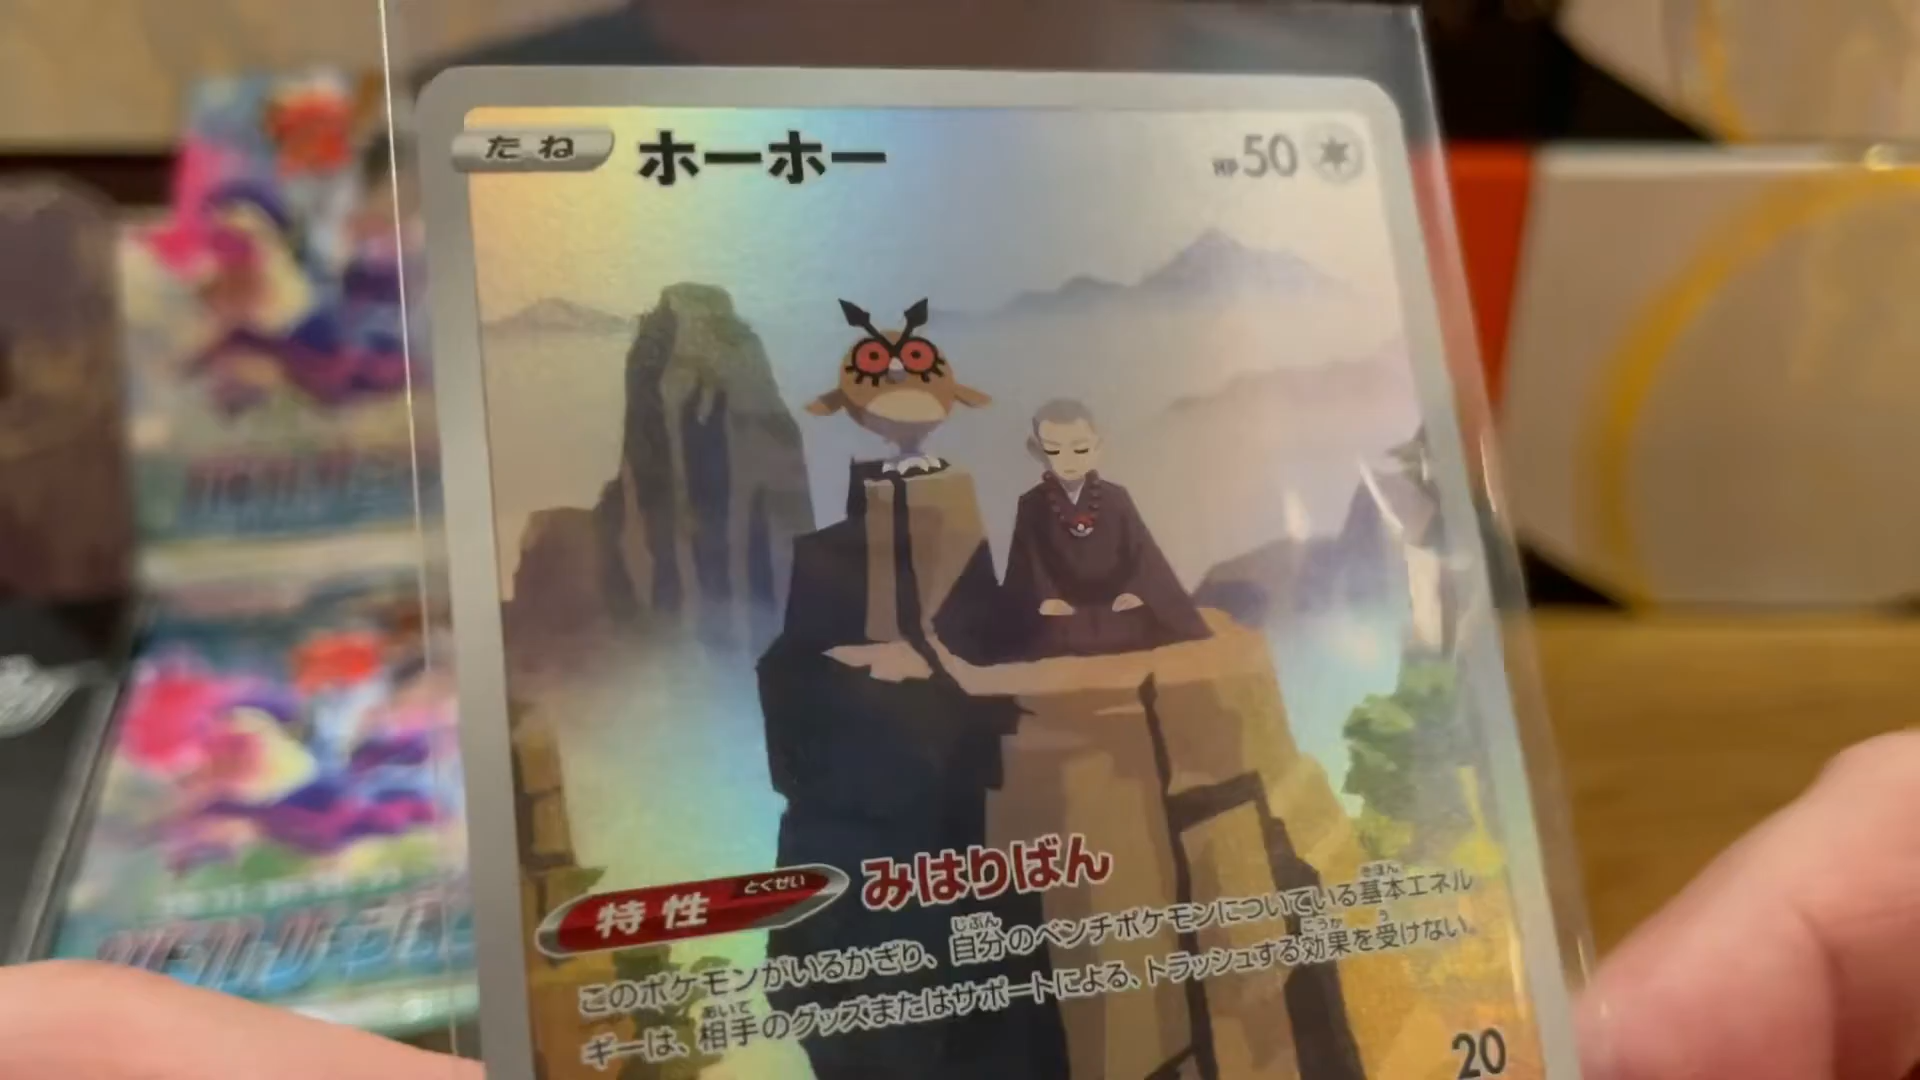 たね ホーホー HP50
特性 とくせい みはりばん
このポケモンがいるかぎり、自分のベンチポケモンについている基本エネル
ギーは、相手のグッズまたはサポートによる、トラッシュする効果を受けない。
20